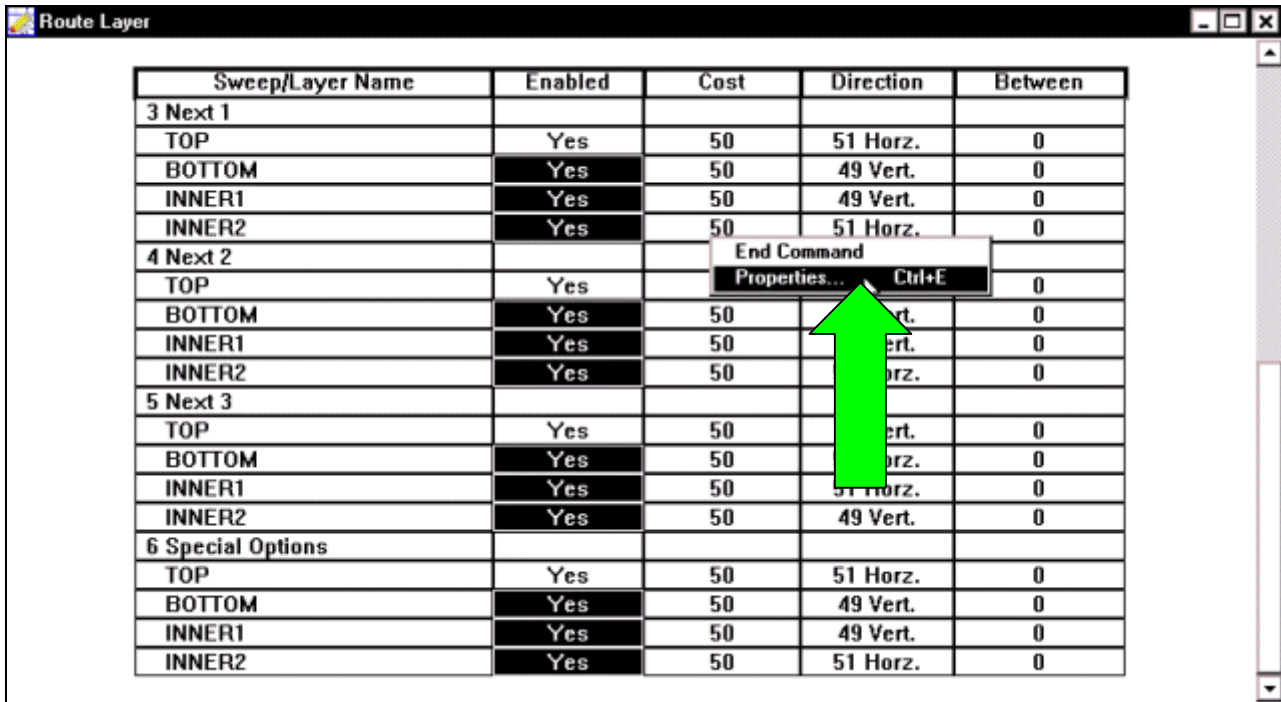 Route Layer
Sweep/Layer Name Enabled Cost Direction Between
3 Next 1
TOP Yes 50 51 Horz. 0
BOTTOM Yes 50 49 Vert. 0
INNER1 Yes 50 49 Vert. 0
INNER2 Yes 50 51 Horz. 0
End Command
4 Next 2
Properties... Ctrl+E
TOP Yes 0
BOTTOM Yes 50 0
INNER1 Yes 50 0
INNER2 Yes 50 0
5 Next 3
TOP Yes 50 0
BOTTOM Yes 50 0
INNER1 Yes 50 51 Horz. 0
INNER2 Yes 50 49 Vert. 0
6 Special Options
TOP Yes 50 51 Horz. 0
BOTTOM Yes 50 49 Vert. 0
INNER1 Yes 50 49 Vert. 0
INNER2 Yes 50 51 Horz. 0